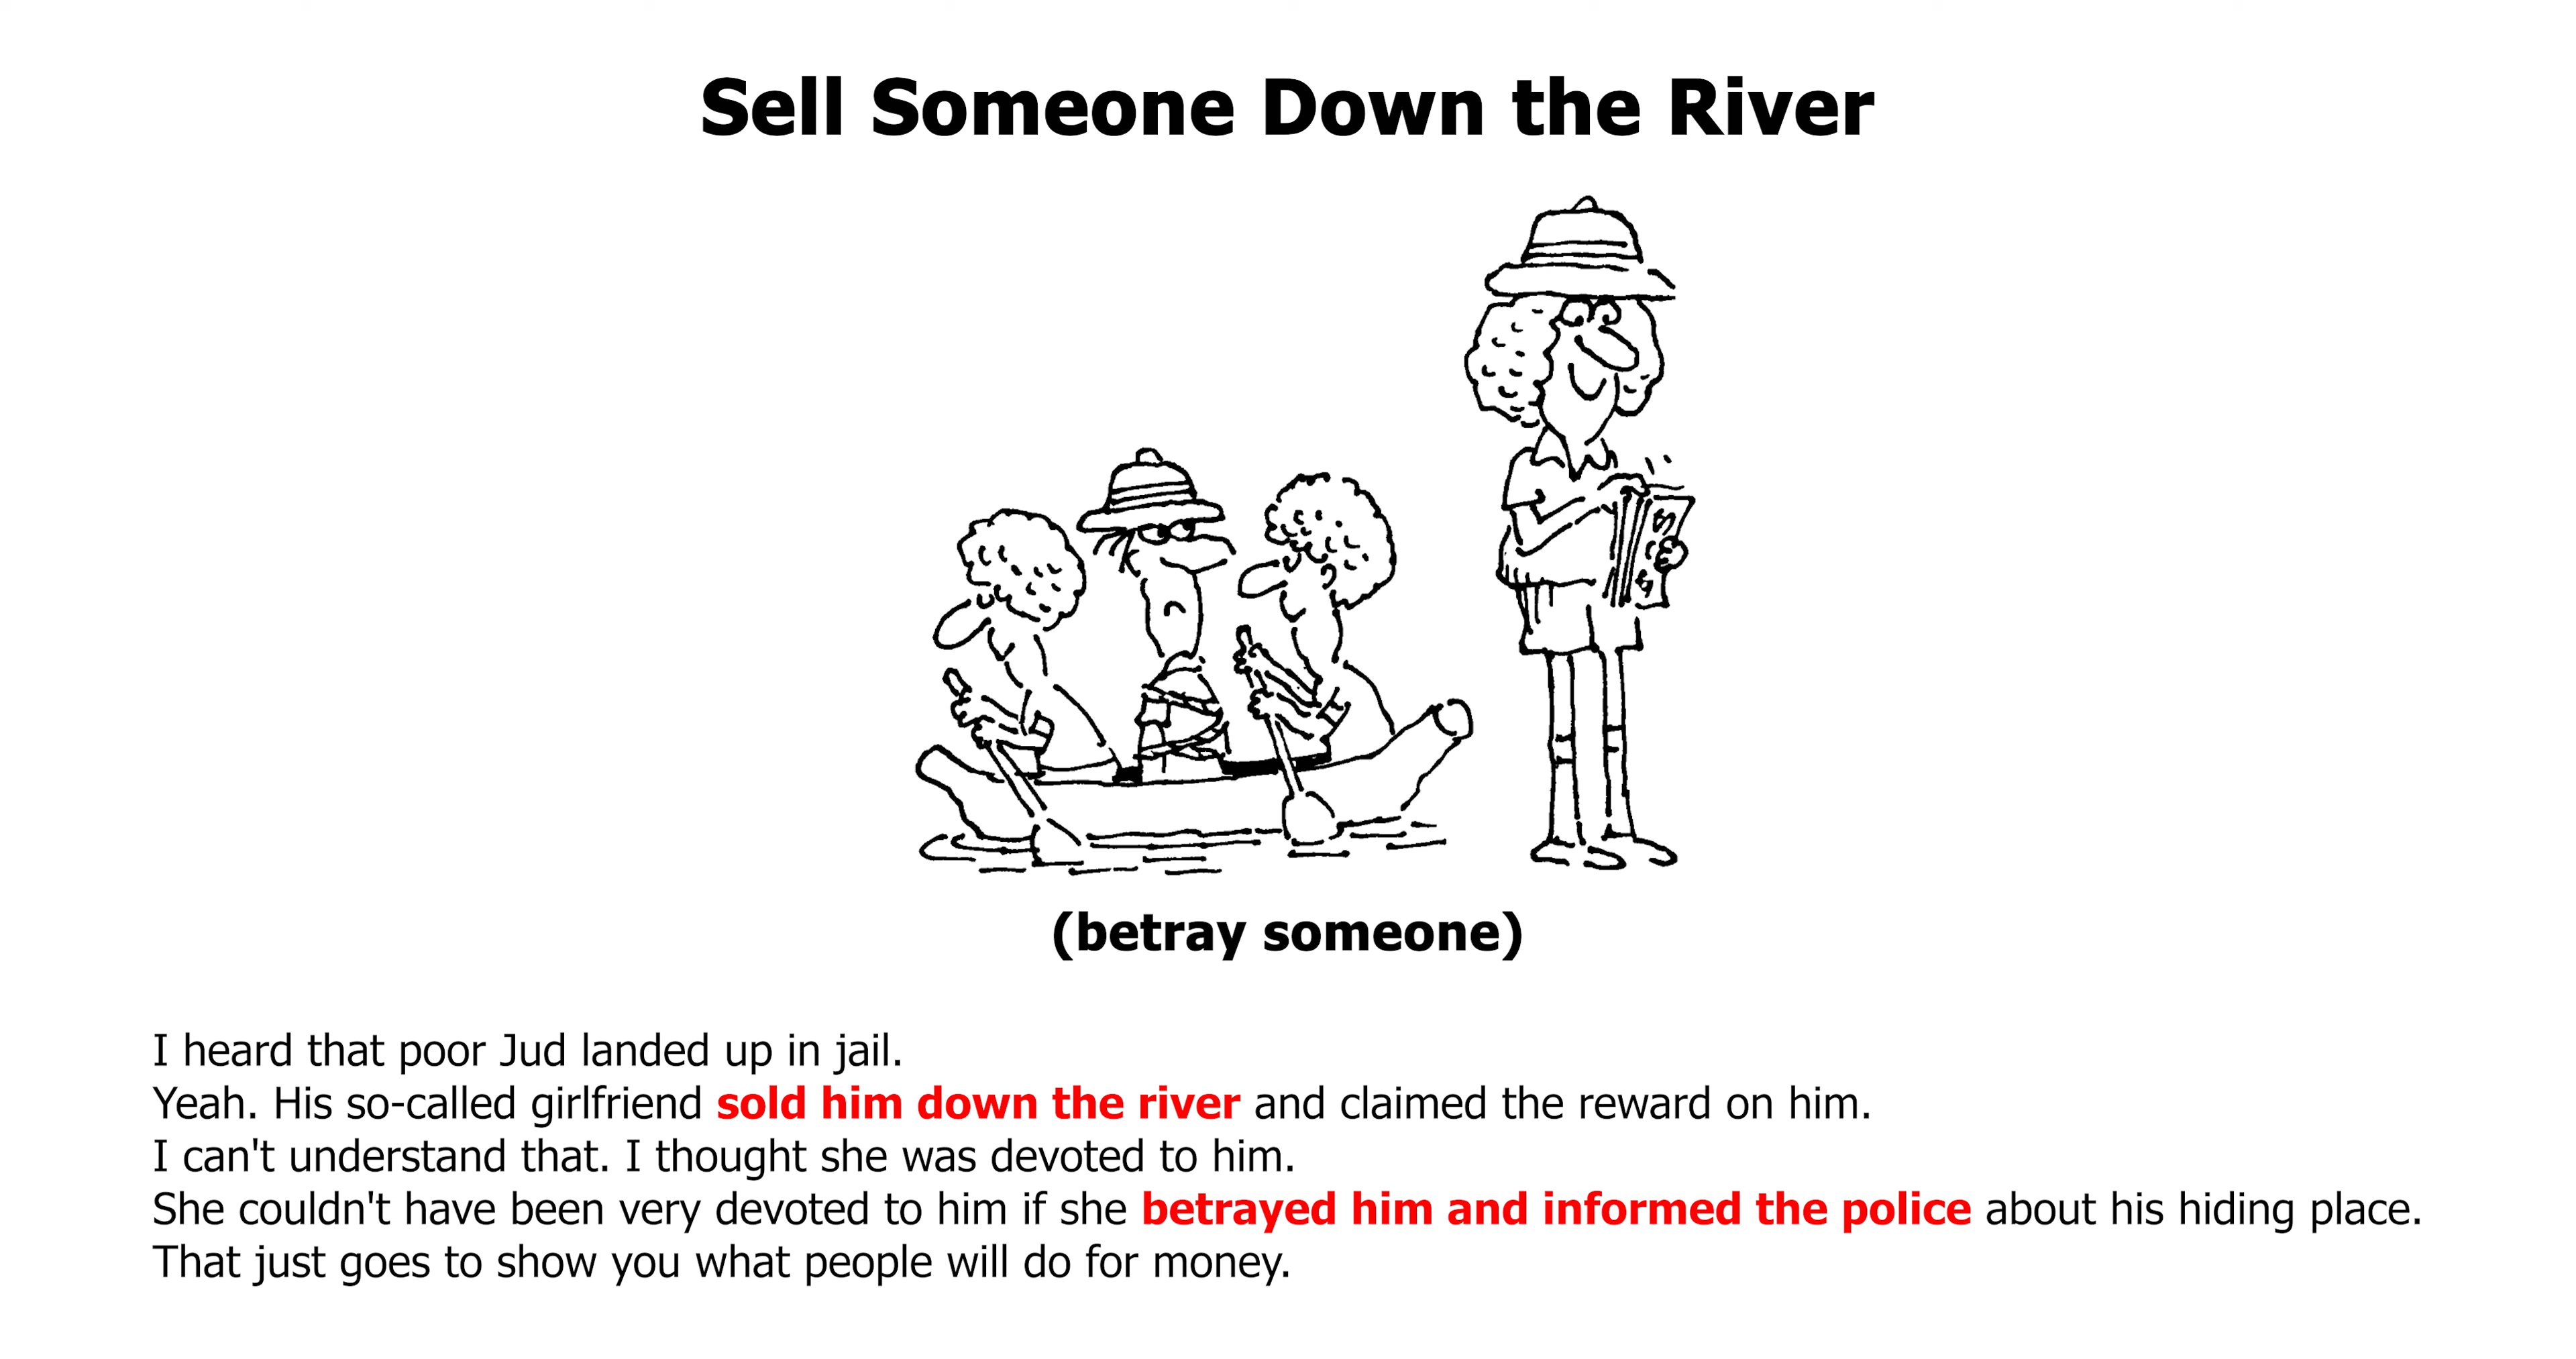 Sell Someone Down the River
(betray someone)
I heard that poor Jud landed up in jail.
Yeah. His so-called girlfriend sold him down the river and claimed the reward on him.
I can't understand that. I thought she was devoted to him.
She couldn't have been very devoted to him if she betrayed him and informed the police about his hiding place.
That just goes to show you what people will do for money.